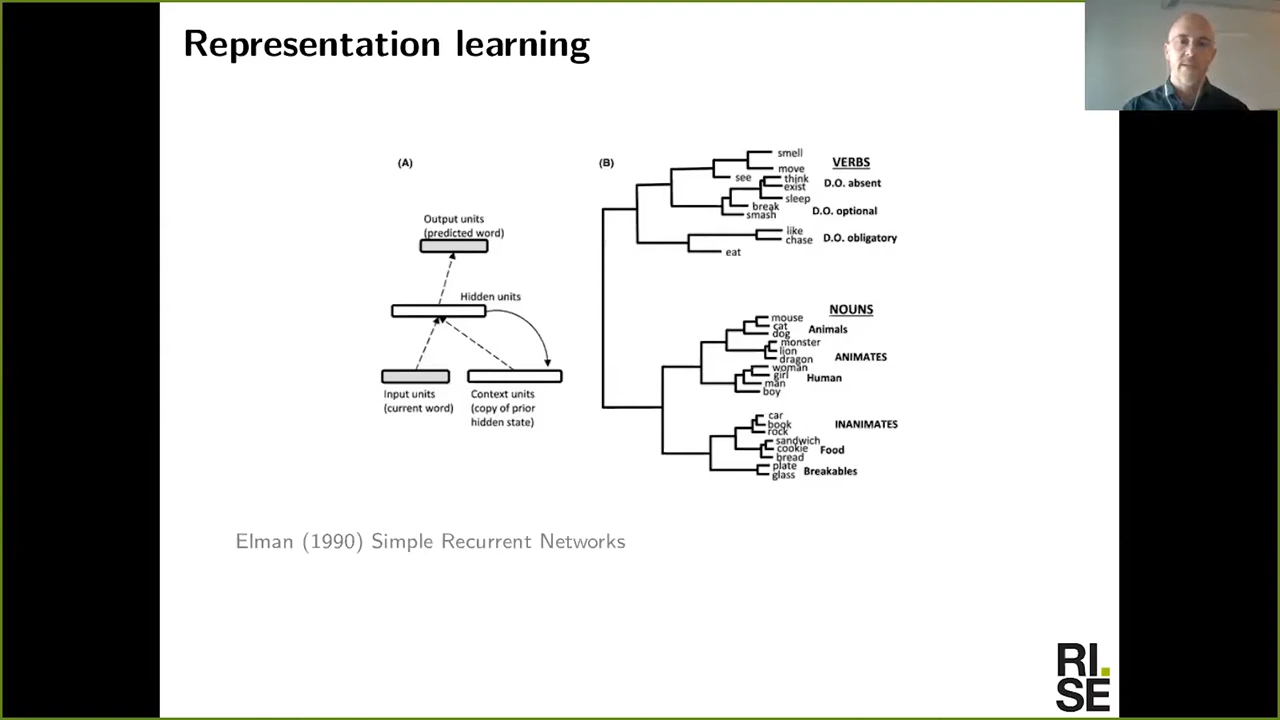 Representation learning
(A)
Output units
(predicted word)
Hidden units
Input units
(current word)
Context units
(copy of prior
hidden state)
(B)
smell
move
see
think
exist
sleep
break
smash
like
chase
eat
VERBS
D.O. absent
D.O. optional
D.O. obligatory
mouse
cat
dog
monster
lion
dragon
woman
girl
man
boy
car
book
rock
sandwich
cookie
bread
plate
glass
NOUNS
Animals
ANIMATES
Human
INANIMATES
Food
Breakables
Elman (1990) Simple Recurrent Networks
RI.
SE